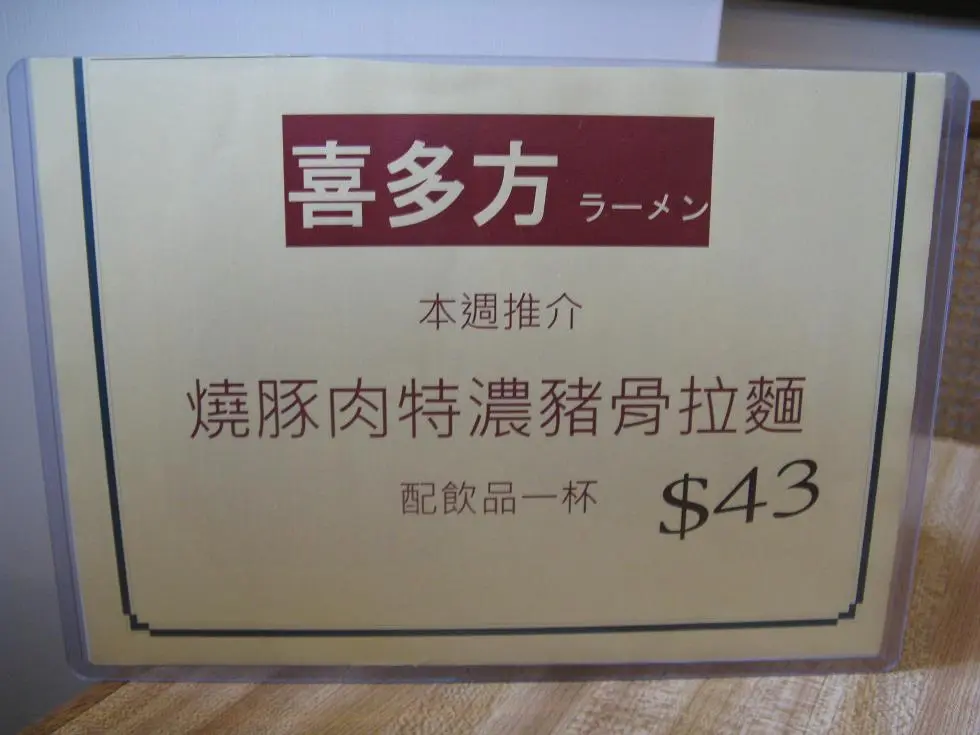 喜多方 ラーメン
本週推介
燒豚肉特濃豬骨拉麵
配飲品一杯 $43